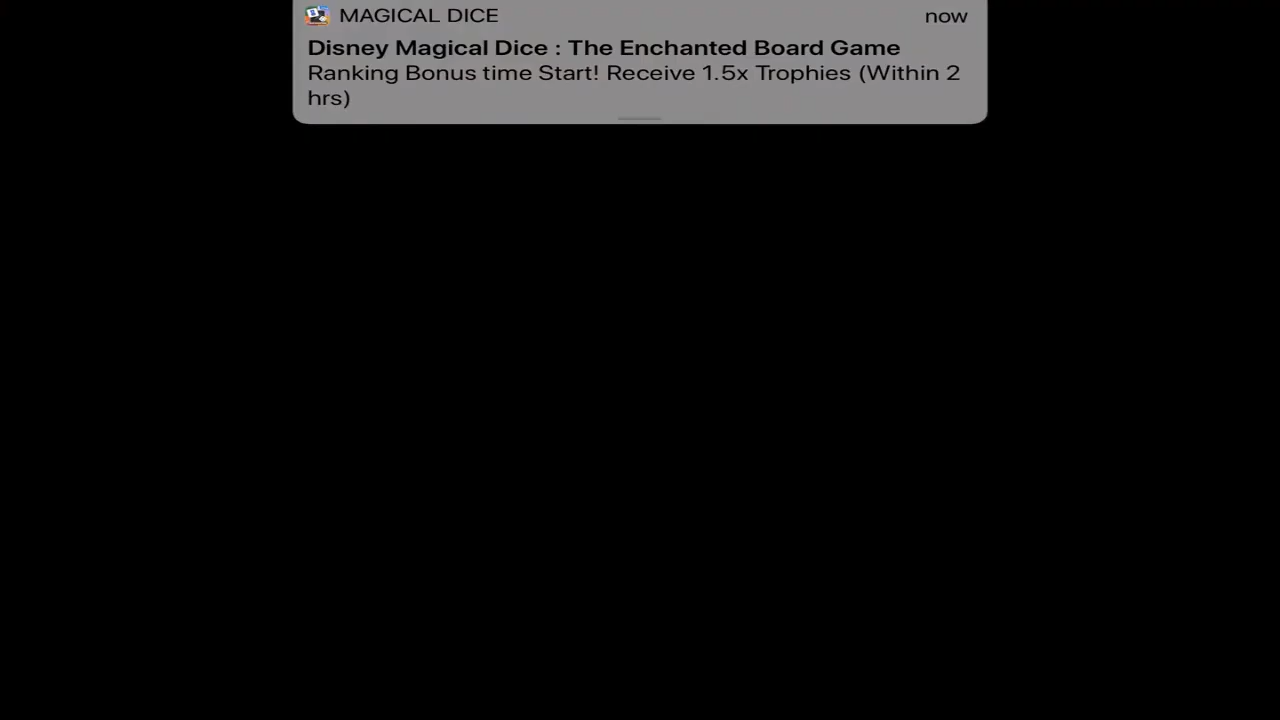 MAGICAL DICE
now
Disney Magical Dice : The Enchanted Board Game
Ranking Bonus time Start! Receive 1.5x Trophies (Within 2
hrs)